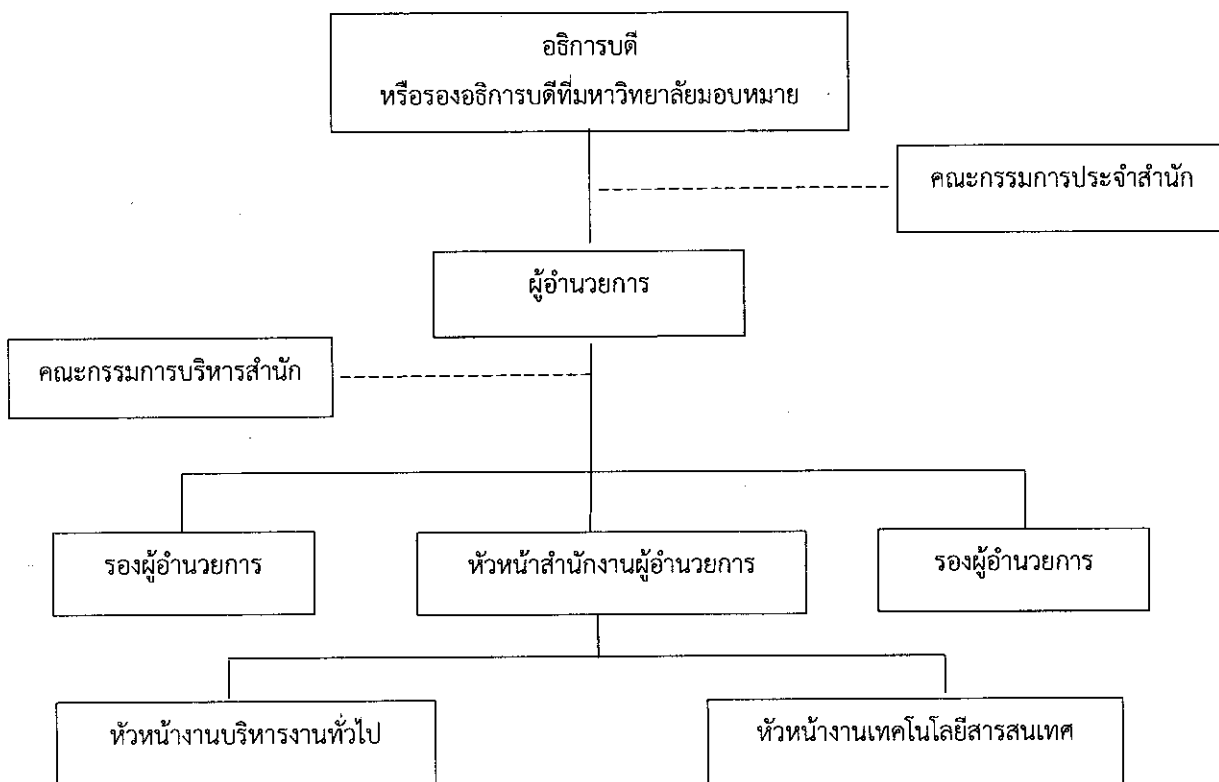 อธิการบดี
หรือรองอธิการบดีที่มหาวิทยาลัยมอบหมาย
คณะกรรมการประจำสำนัก
ผู้อำนวยการ
คณะกรรมการบริหารสำนัก
รองผู้อำนวยการ
หัวหน้าสำนักงานผู้อำนวยการ
รองผู้อำนวยการ
หัวหน้างานบริหารงานทั่วไป
หัวหน้างานเทคโนโลยีสารสนเทศ